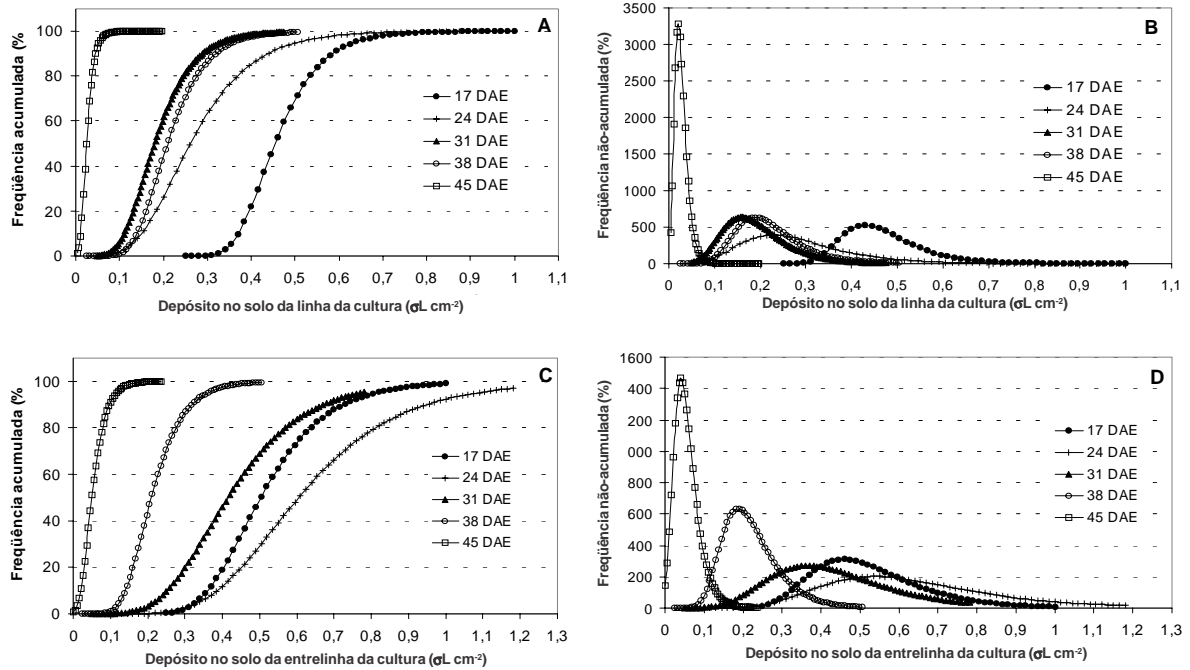 A
Freqüência acumulada (%
100
80
60
40
20
0
0 0,1 0,2 0,3 0,4 0,5 0,6 0,7 0,8 0,9 1 1,1
17 DAE
24 DAE
31 DAE
38 DAE
45 DAE
Depósito no solo da linha da cultura (σL cm-2)
B
Freqüência não-acumulada (%)
3500
3000
2500
2000
1500
1000
500
0
0 0,1 0,2 0,3 0,4 0,5 0,6 0,7 0,8 0,9 1 1,1
17 DAE
24 DAE
31 DAE
38 DAE
45 DAE
Depósito no solo da linha da cultura (σL cm-2)
C
Freqüência acumulada (%)
100
80
60
40
20
0
0 0,1 0,2 0,3 0,4 0,5 0,6 0,7 0,8 0,9 1 1,1 1,2 1,3
17 DAE
24 DAE
31 DAE
38 DAE
45 DAE
Depósito no solo da entrelinha da cultura (σL cm-2)
D
Freqüência não-acumulada (%)
1600
400
200
000
800
600
400
200
0
0 0,1 0,2 0,3 0,4 0,5 0,6 0,7 0,8 0,9 1 1,1 1,2 1,3
17 DAE
24 DAE
31 DAE
38 DAE
45 DAE
Depósito no solo da entrelinha da cultura (σL cm-2)